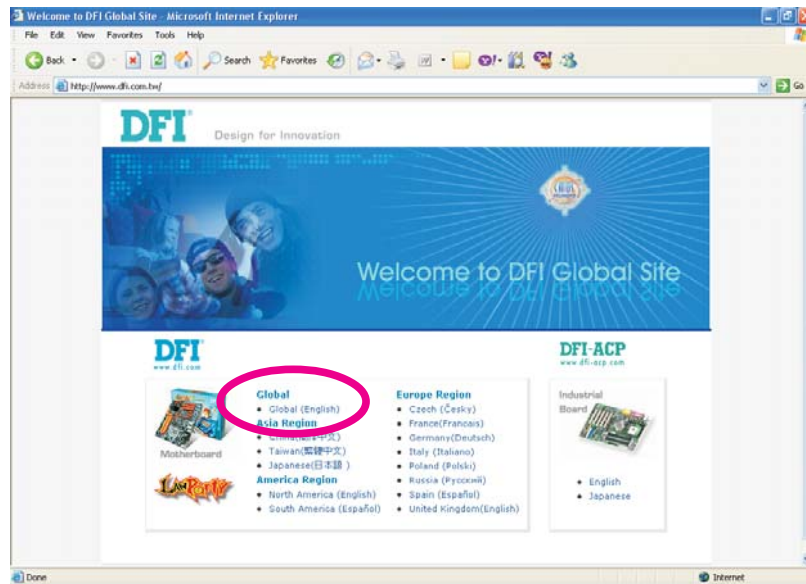 Welcome to DFI Global Site - Microsoft Internet Explorer
File Edit View Favorites Tools Help
Back Search Favorites
Address http://www.dfi.com.tw/ Go
DFI Design for Innovation
Welcome to DFI Global Site
DFI
www.dfi.com
Motherboard
LanParty
Global
Global (English)
Asia Region
Taiwan(繁體中文)
Japanese(日本語 )
America Region
North America (English)
South America (Español)
Europe Region
Czech (Česky)
France(Francais)
Germany(Deutsch)
Italy (Italiano)
Poland (Polski)
Russia (Русский)
Spain (Español)
United Kingdom(English)
DFI-ACP
www.dfi-acp.com
Industrial
Board
English
Japanese
Done Internet